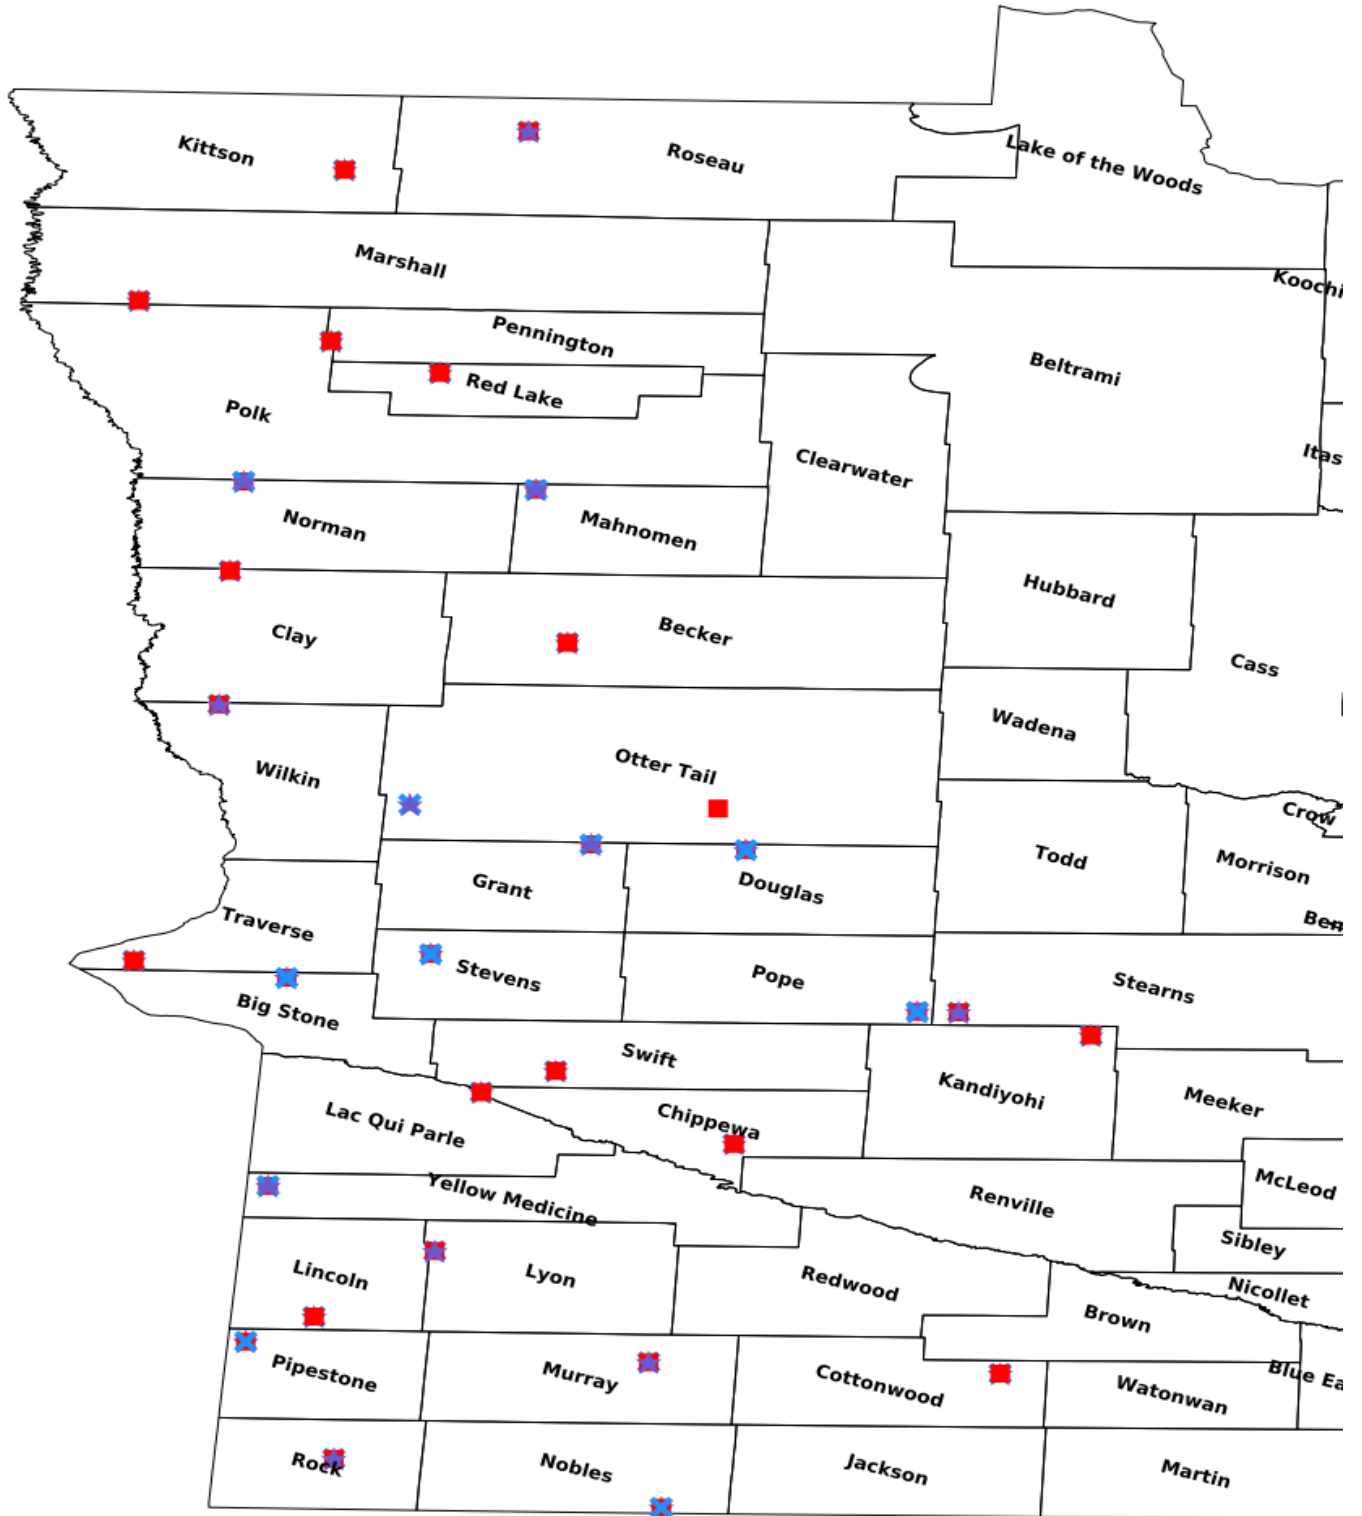 Kittson
Roseau
Lake of the Woods
Marshall
Koochi
Pennington
Beltrami
Red Lake
Polk
Clearwater
Itas
Norman
Mahnomen
Hubbard
Clay
Becker
Cass
Wadena
Otter Tail
Wilkin
Crow
Todd
Morrison
Grant
Douglas
Ben
Traverse
Stevens
Pope
Stearns
Big Stone
Swift
Kandiyohi
Meeker
Lac Qui Parle
Chippewa
McLeod
Yellow Medicine
Renville
Sibley
Lincoln
Lyon
Redwood
Nicollet
Brown
Pipestone
Murray
Cottonwood
Watonwan
Blue Ea
Rock
Nobles
Jackson
Martin